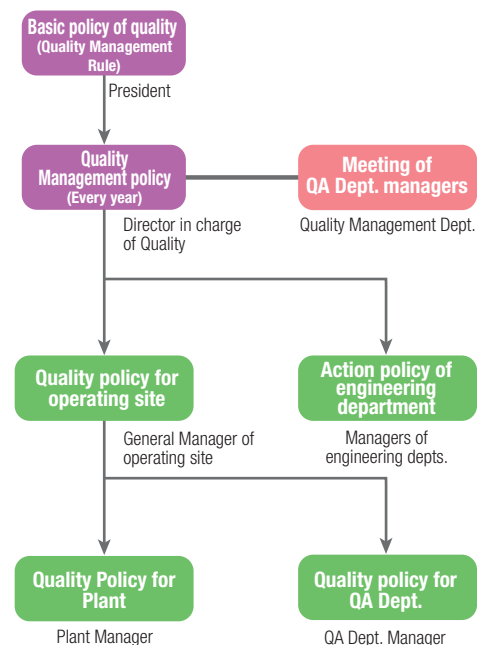 Basic policy of quality
(Quality Management
Rule)
President
Quality
Management policy
(Every year)
Meeting of
QA Dept. managers
Director in charge
of Quality
Quality Management Dept.
Quality policy for
operating site
Action policy of
engineering
department
General Manager of
operating site
Managers of
engineering depts.
Quality Policy for
Plant
Quality policy for
QA Dept.
Plant Manager
QA Dept. Manager